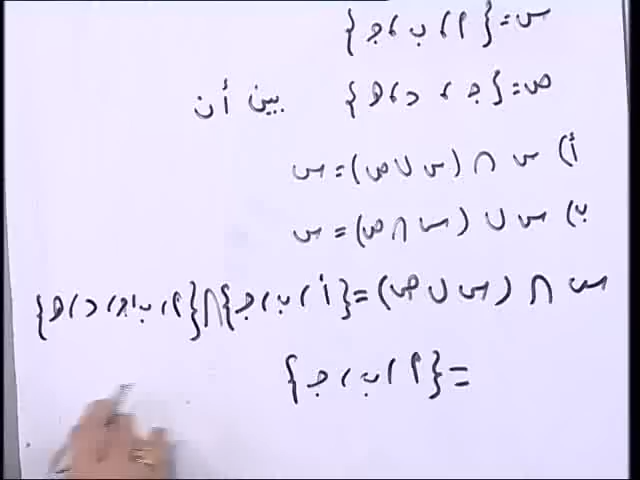 س={أ، ب، جـ}
ص={جـ، د، هـ} بين أن
أ) س ∩ (س ∪ ص)=س
ب) س ∪ (س ∩ ص)=س
س ∩ (س ∪ ص)={أ، ب، جـ}∩{أ، ب، جـ، د، هـ}
={أ، ب، جـ}